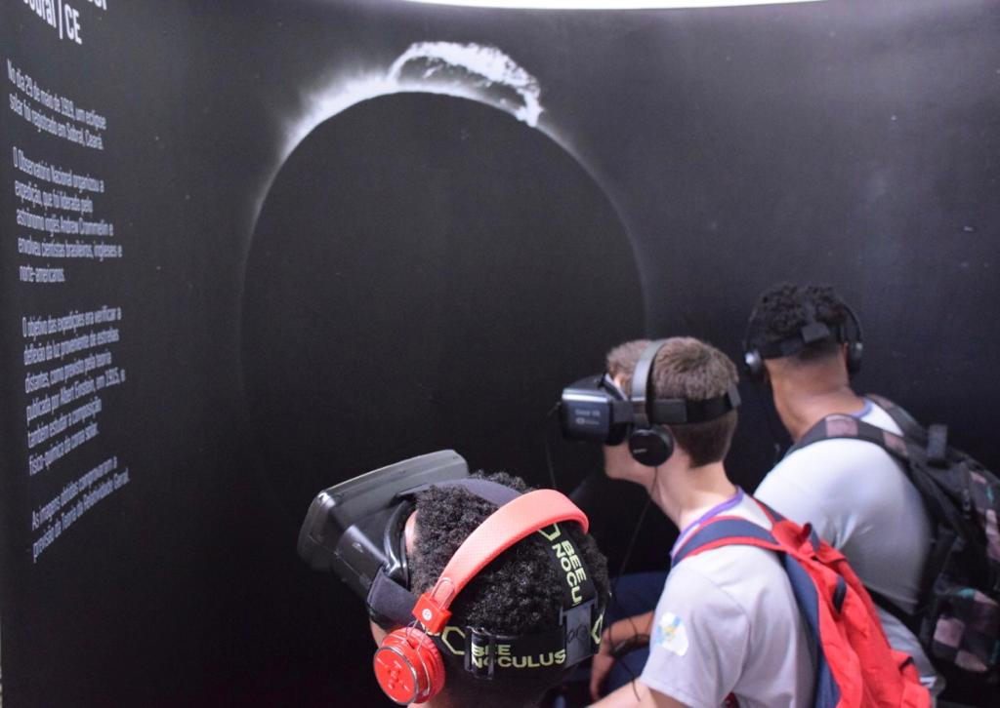 Sobral | CE
No dia 29 de maio de 1919, um eclipse
solar foi registrado em Sobral, Ceará.
O Observatório Nacional organizou a
expedição, que foi liderada pelo
astrônomo inglês Andrew Crommelin e
envolveu cientistas brasileiros, ingleses e
norte-americanos.
O objetivo das expedições era verificar a
deflexão da luz proveniente de estrelas
distantes, como previsto pela teoria
publicada por Albert Einstein, em 1915, e
também estudar a composição
físico-química da coroa solar.
As imagens obtidas comprovaram a
previsão da Teoria da Relatividade Geral.
Gear VR
BEE
NOCU
BEE
NOCULUS